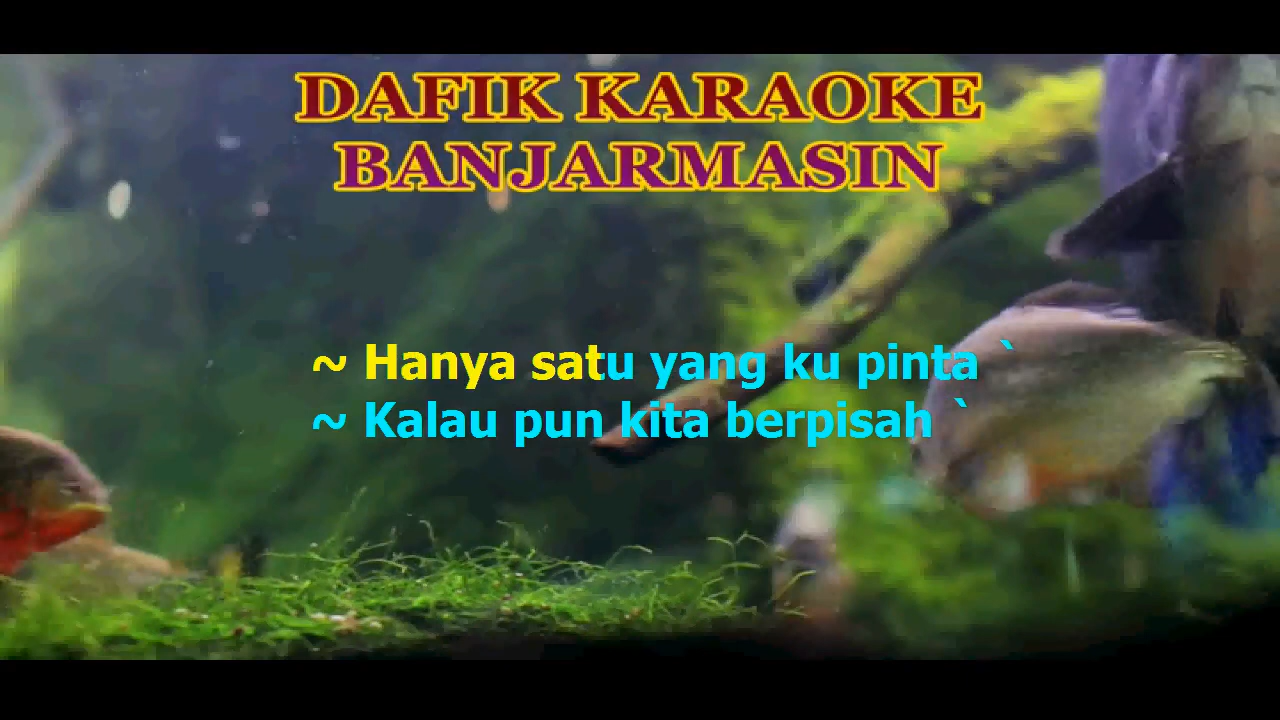 DAFIK KARAOKE
BANJARMASIN
~ Hanya satu yang ku pinta `
~ Kalau pun kita berpisah `